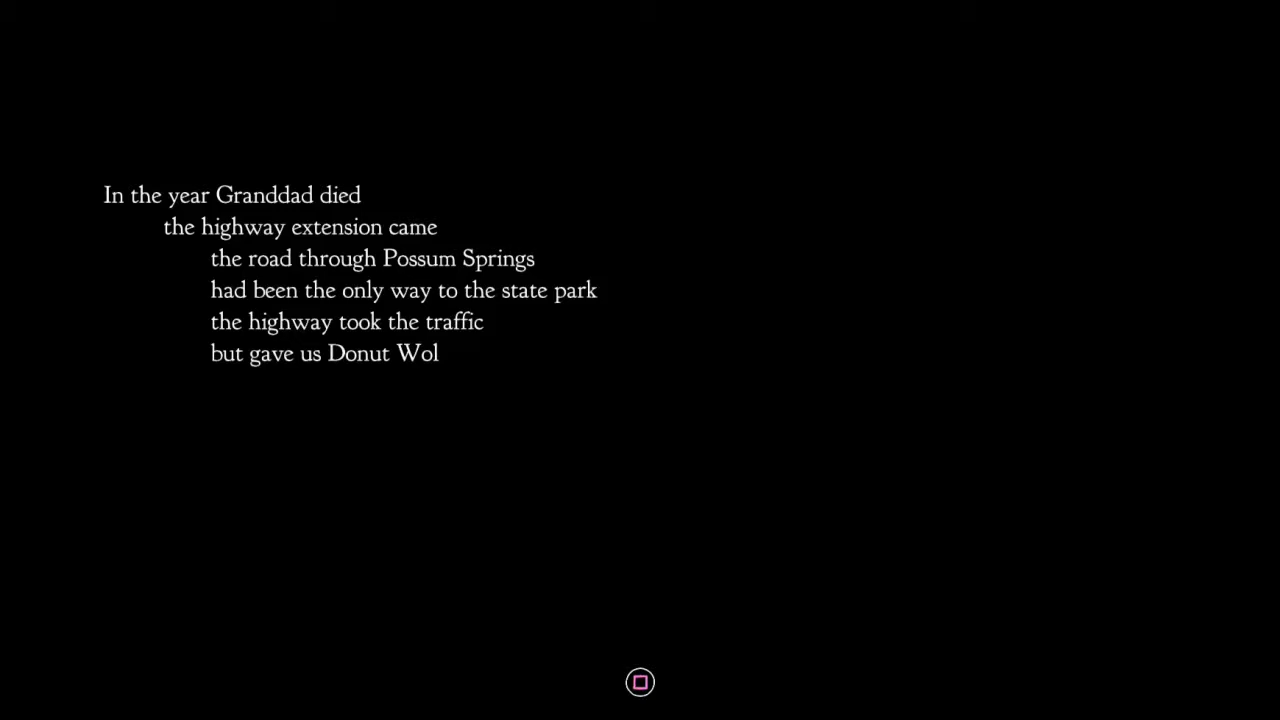 In the year Granddad died
the highway extension came
the road through Possum Springs
had been the only way to the state park
the highway took the traffic
but gave us Donut Wol